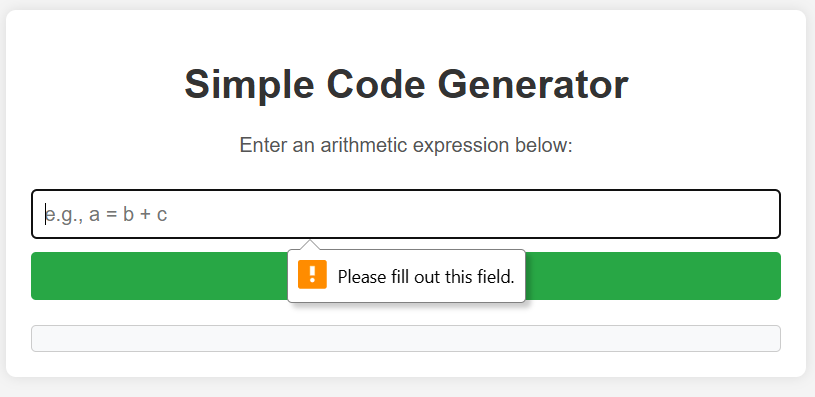 Simple Code Generator
Enter an arithmetic expression below:
e.g., a = b + c
Please fill out this field.